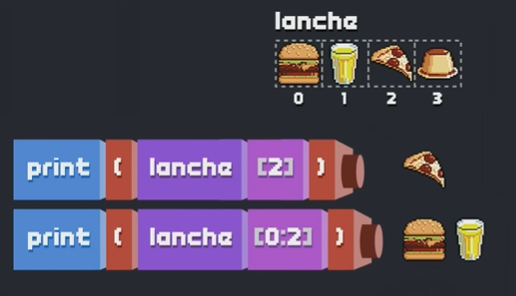 lanche
0 1 2 3
print ( lanche [2] )
print ( lanche [0:2] )